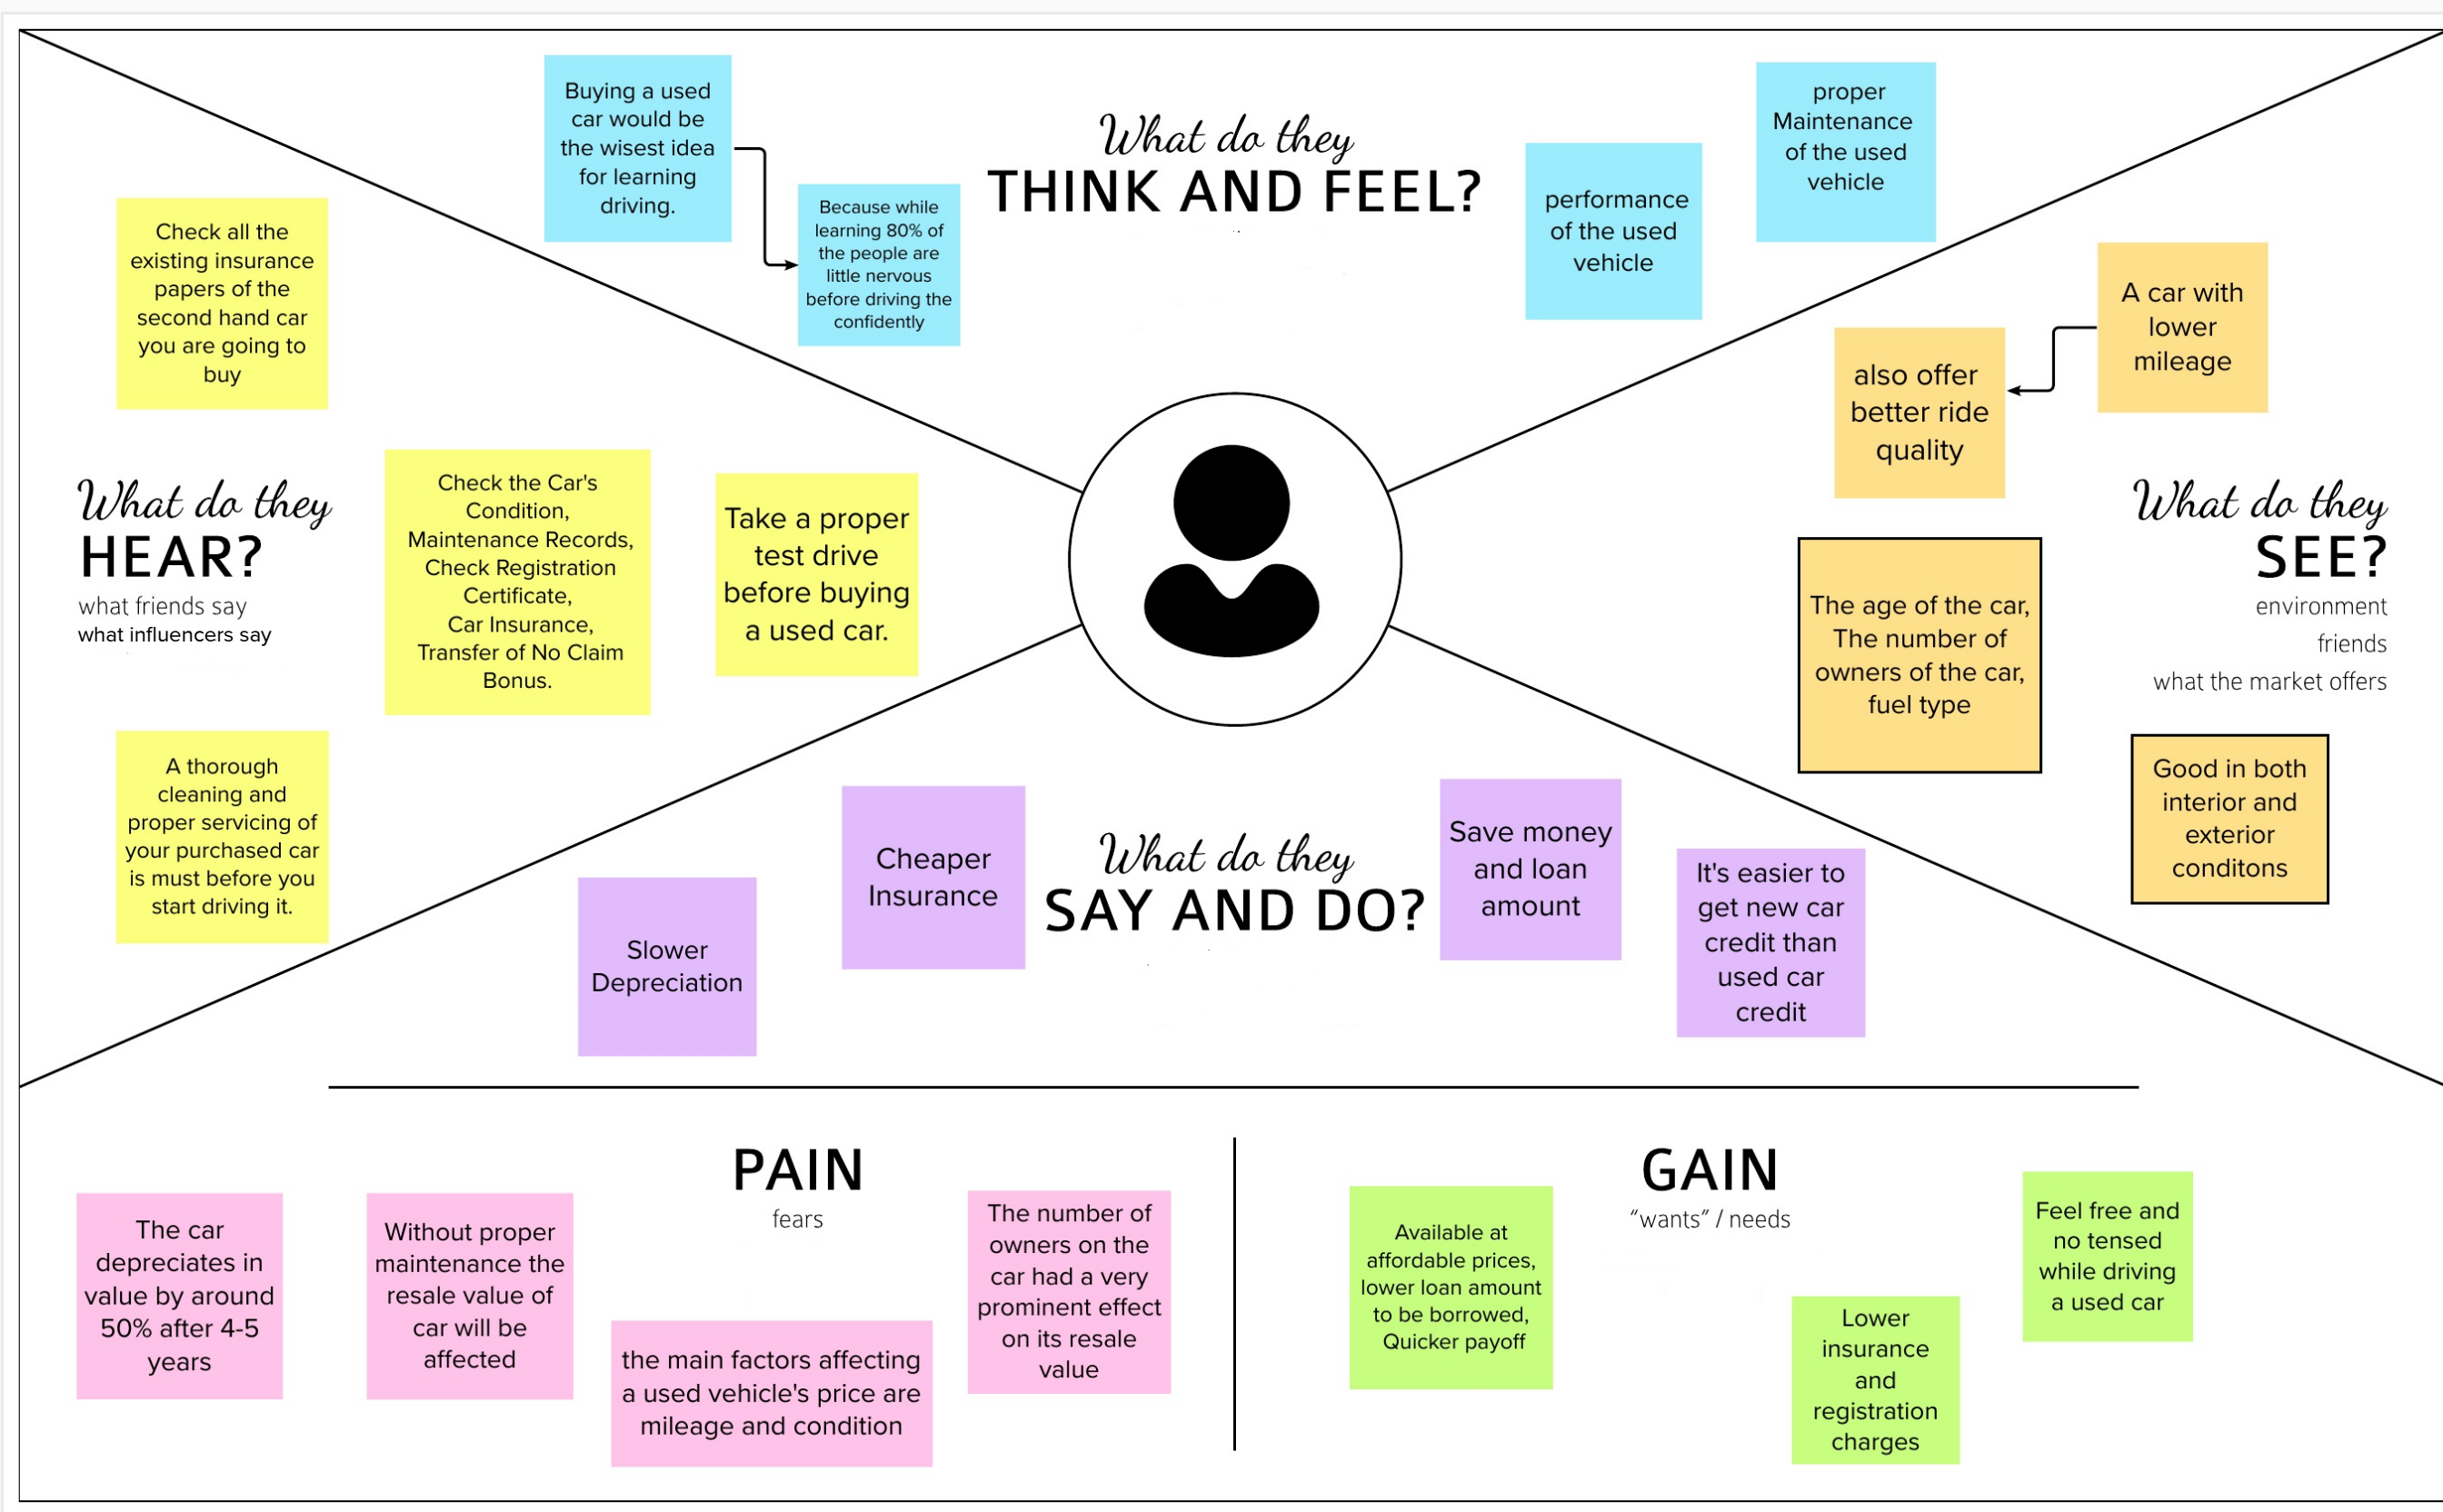 Buying a used
car would be
the wisest idea
for learning
driving.
Because while
learning 80% of
the people are
little nervous
before driving the
confidently
What do they
THINK AND FEEL?
performance
of the used
vehicle
proper
Maintenance
of the used
vehicle
Check all the
existing insurance
papers of the
second hand car
you are going to
buy
What do they
HEAR?
what friends say
what influencers say
Check the Car's
Condition,
Maintenance Records,
Check Registration
Certificate,
Car Insurance,
Transfer of No Claim
Bonus.
Take a proper
test drive
before buying
a used car.
A thorough
cleaning and
proper servicing of
your purchased car
is must before you
start driving it.
A car with
lower
mileage
also offer
better ride
quality
What do they
SEE?
environment
friends
what the market offers
The age of the car,
The number of
owners of the car,
fuel type
Good in both
interior and
exterior
conditons
Slower
Depreciation
Cheaper
Insurance
What do they
SAY AND DO?
Save money
and loan
amount
It's easier to
get new car
credit than
used car
credit
PAIN
fears
The car
depreciates in
value by around
50% after 4-5
years
Without proper
maintenance the
resale value of
car will be
affected
the main factors affecting
a used vehicle's price are
mileage and condition
The number of
owners on the
car had a very
prominent effect
on its resale
value
GAIN
“wants” / needs
Available at
affordable prices,
lower loan amount
to be borrowed,
Quicker payoff
Lower
insurance
and
registration
charges
Feel free and
no tensed
while driving
a used car